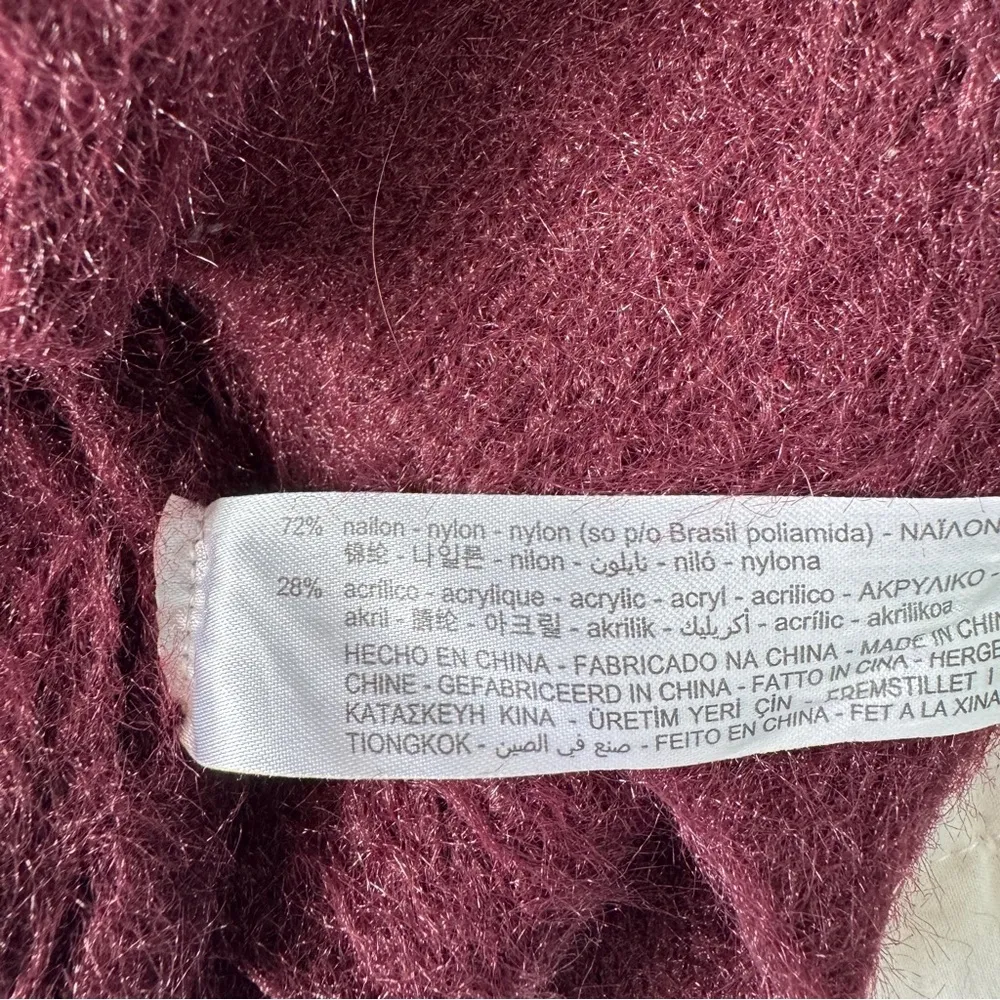 72% nailon - nylon - nylon (so p/o Brasil poliamida) - ΝΑΪΛΟΝ
锦纶 - 나일론 - nilon - نايلون - niló - nylona
28% acrílico - acrylique - acrylic - acryl - acrilico - ΑΚΡΥΛΙΚΟ -
akril - 腈纶 - 아크릴 - akrilik - أكريليك - acrílic - akrilikoa
HECHO EN CHINA - FABRICADO NA CHINA - MADE IN CHIN
CHINE - GEFABRICEERD IN CHINA - FATTO IN CINA - HERGE
ΚΑΤΑΣΚΕΥΗ ΚΙΝΑ - ÜRETİM YERİ ÇİN - FREMSTILLET I
TIONGKOK - صنع في الصين - FEITO EN CHINA - FET A LA XINA